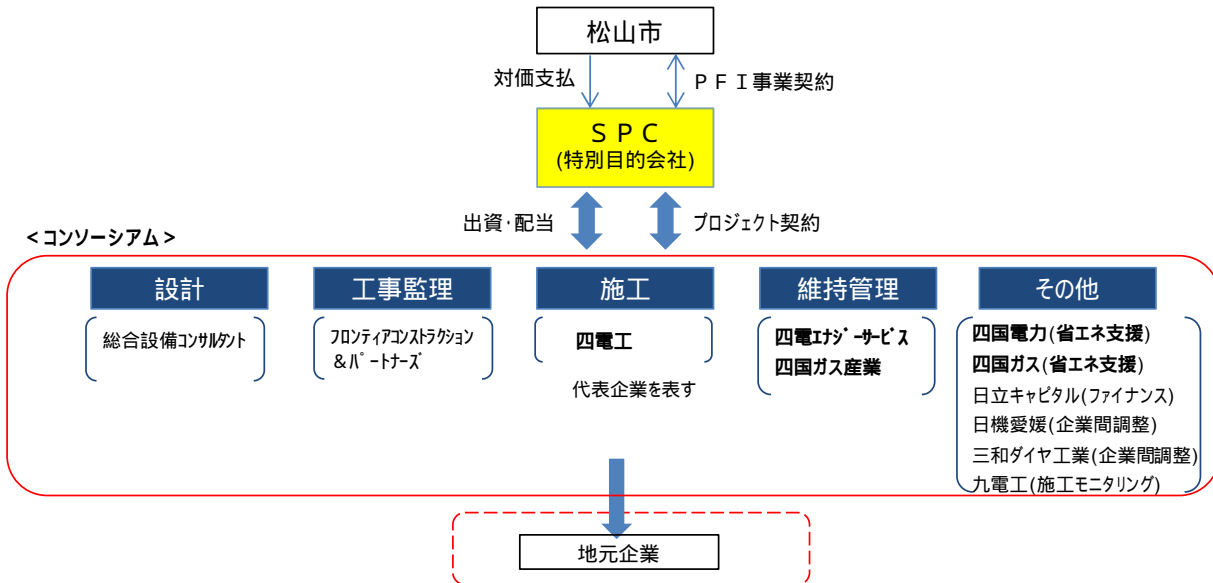 松山市
対価支払
ＰＦＩ事業契約
ＳＰＣ
(特別目的会社)
出資･配当
プロジェクト契約
<コンソーシアム>
設計
総合設備コンサルタント
工事監理
フロンティアコンストラクション
＆パートナーズ
施工
四電工
代表企業を表す
維持管理
四電エナジーサービス
四国ガス産業
その他
四国電力(省エネ支援)
四国ガス(省エネ支援)
日立キャピタル(ファイナンス)
日機愛媛(企業間調整)
三和ダイヤ工業(企業間調整)
九電工(施工モニタリング)
地元企業